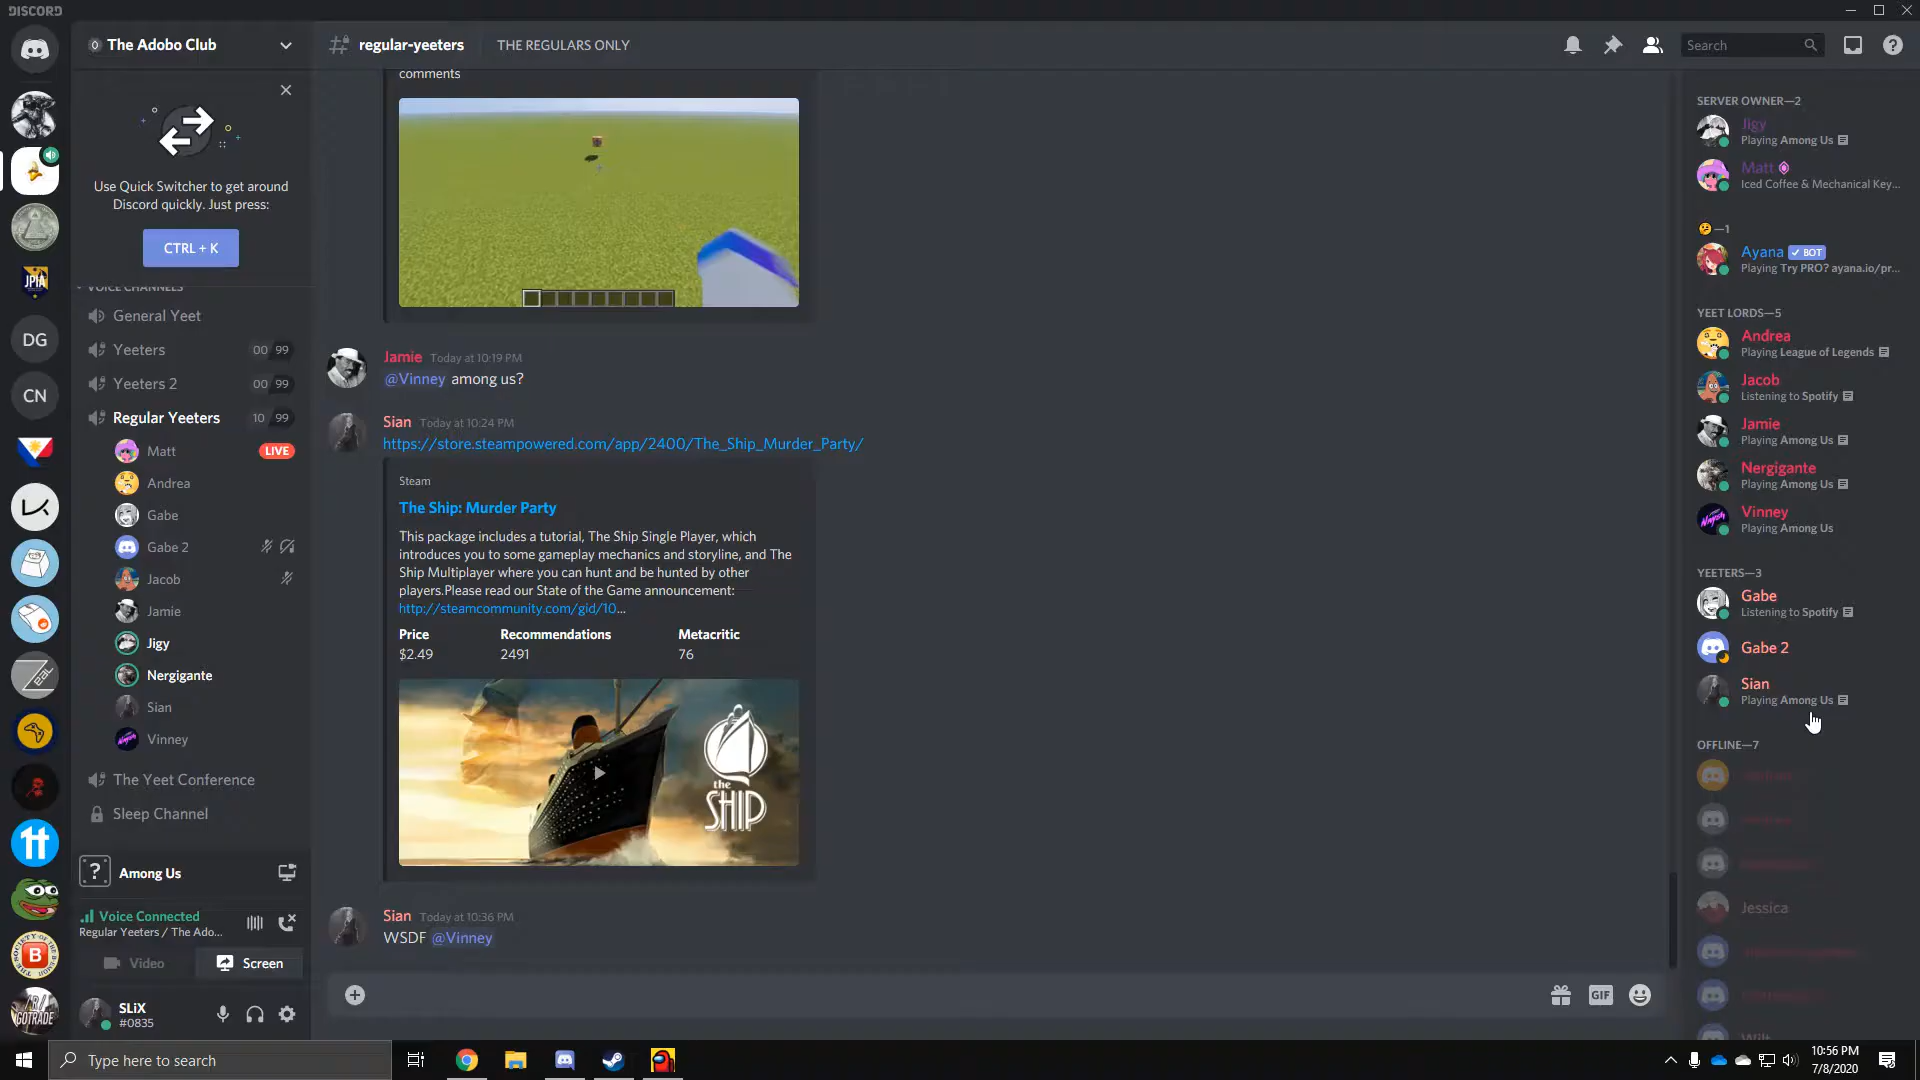 DISCORD
The Adobo Club
regular-yeeters
THE REGULARS ONLY
Search
Use Quick Switcher to get around
Discord quickly. Just press:
CTRL + K
VOICE CHANNELS
General Yeet
Yeeters
00 99
Yeeters 2
00 99
Regular Yeeters
10 99
Matt
LIVE
Andrea
Gabe
Gabe 2
Jacob
Jamie
Jigy
Nergigante
Sian
Vinney
The Yeet Conference
Sleep Channel
DG
CN
JPIA
B
GOTRADE
?
Among Us
Voice Connected
Regular Yeeters / The Ado...
Video
Screen
SLiX
#0835
comments
Jamie Today at 10:19 PM
@Vinney among us?
Sian Today at 10:24 PM
https://store.steampowered.com/app/2400/The_Ship_Murder_Party/
Steam
The Ship: Murder Party
This package includes a tutorial, The Ship Single Player, which
introduces you to some gameplay mechanics and storyline, and The
Ship Multiplayer where you can hunt and be hunted by other
players.Please read our State of the Game announcement:
http://steamcommunity.com/gid/10...
Price Recommendations Metacritic
$2.49 2491 76
the
SHIP
Sian Today at 10:36 PM
WSDF @Vinney
GIF
SERVER OWNER—2
Jigy
Playing Among Us
Matt
Iced Coffee & Mechanical Key...
—1
Ayana ✓ BOT
Playing Try PRO? ayana.io/pr...
YEET LORDS—5
Andrea
Playing League of Legends
Jacob
Listening to Spotify
Jamie
Playing Among Us
Nergigante
Playing Among Us
Vinney
Playing Among Us
YEETERS—3
Gabe
Listening to Spotify
Gabe 2
Sian
Playing Among Us
OFFLINE—7
Jessica
Type here to search
10:56 PM
7/8/2020